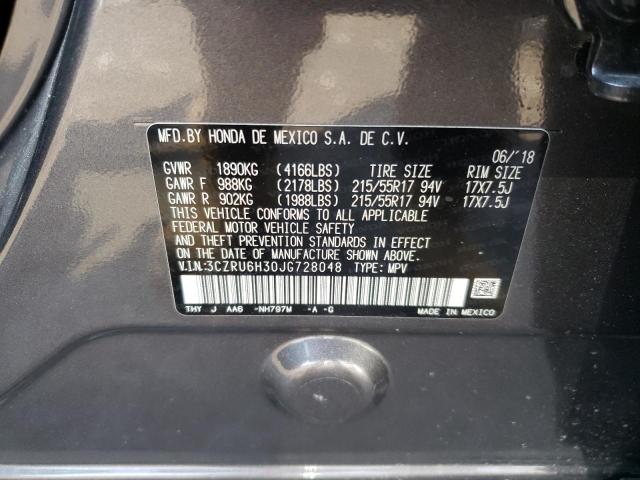 MFD.BY HONDA DE MEXICO S.A. DE C.V.
06/'18
GVWR 1890KG (4166LBS) TIRE SIZE RIM SIZE
GAWR F 988KG (2178LBS) 215/55R17 94V 17X7.5J
GAWR R 902KG (1988LBS) 215/55R17 94V 17X7.5J
THIS VEHICLE CONFORMS TO ALL APPLICABLE
FEDERAL MOTOR VEHICLE SAFETY
AND THEFT PREVENTION STANDARDS IN EFFECT
ON THE DATE OF MANUFACTURE SHOWN ABOVE.
V.I.N:3CZRU6H30JG728048 TYPE: MPV
THY J AA6 -NH797M -A -G MADE IN MEXICO